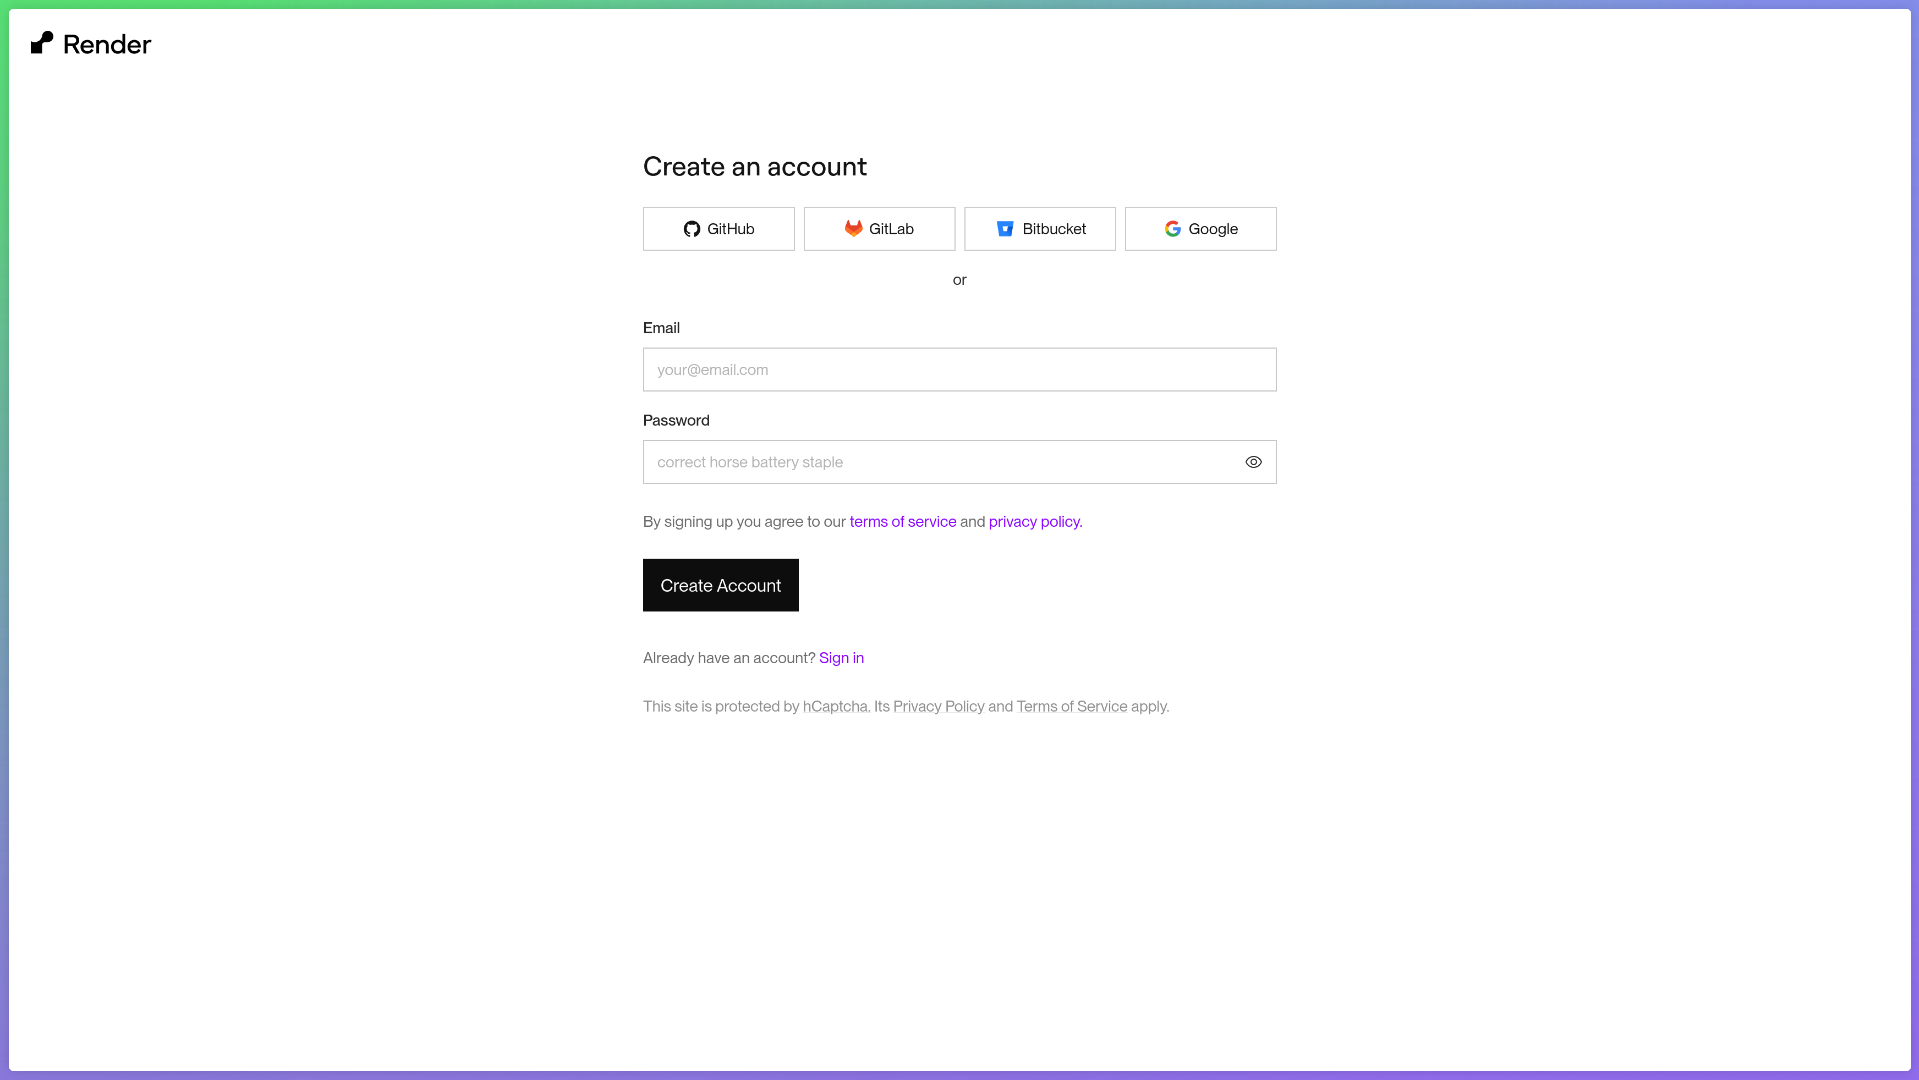 Render
Create an account
GitHub
GitLab
Bitbucket
Google
or
Email
your@email.com
Password
correct horse battery staple
By signing up you agree to our terms of service and privacy policy.
Create Account
Already have an account? Sign in
This site is protected by hCaptcha. Its Privacy Policy and Terms of Service apply.